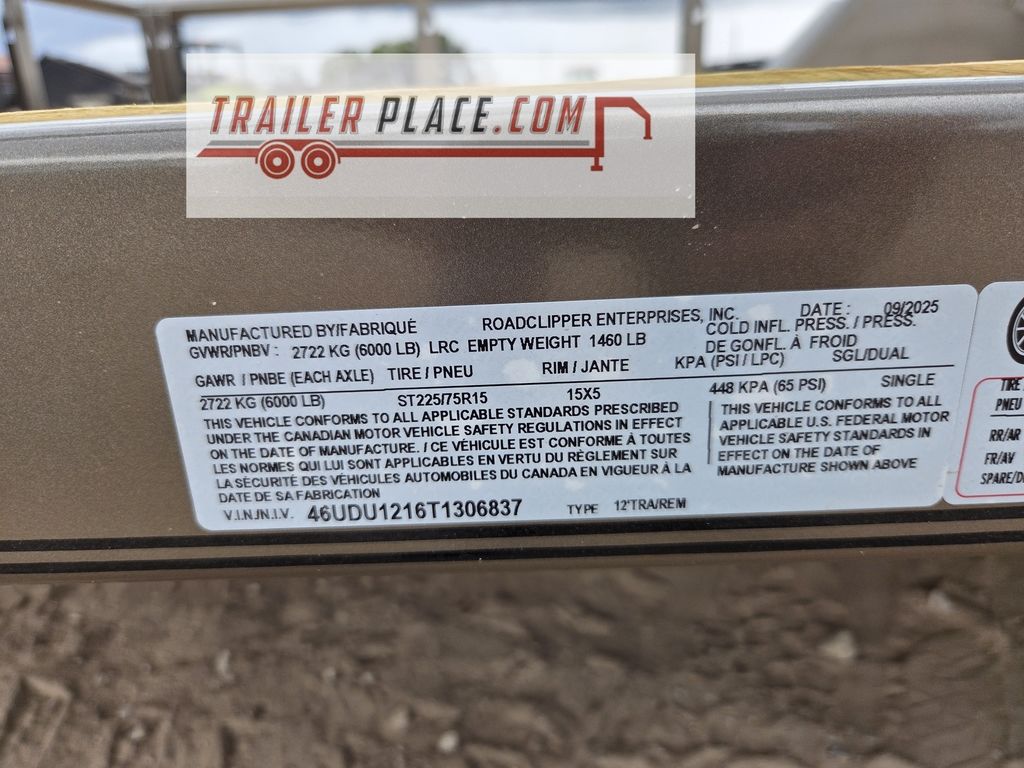 TRAILER PLACE.COM
MANUFACTURED BY/FABRIQUÉ ROADCLIPPER ENTERPRISES, INC. DATE : 09/2025
GVWR/PNBV : 2722 KG (6000 LB) LRC EMPTY WEIGHT 1460 LB COLD INFL. PRESS. / PRESS.
DE GONFL. À FROID
GAWR / PNBE (EACH AXLE) TIRE / PNEU RIM / JANTE KPA (PSI / LPC) SGL/DUAL
2722 KG (6000 LB) ST225/75R15 15X5 448 KPA (65 PSI) SINGLE
THIS VEHICLE CONFORMS TO ALL APPLICABLE STANDARDS PRESCRIBED
UNDER THE CANADIAN MOTOR VEHICLE SAFETY REGULATIONS IN EFFECT
ON THE DATE OF MANUFACTURE. / CE VÉHICULE EST CONFORME À TOUTES
LES NORMES QUI LUI SONT APPLICABLES EN VERTU DU RÈGLEMENT SUR
LA SÉCURITÉ DES VÉHICULES AUTOMOBILES DU CANADA EN VIGUEUR À LA
DATE DE SA FABRICATION
THIS VEHICLE CONFORMS TO ALL
APPLICABLE U.S. FEDERAL MOTOR
VEHICLE SAFETY STANDARDS IN
EFFECT ON THE DATE OF
MANUFACTURE SHOWN ABOVE
V.I.N./N.I.V. 46UDU1216T1306837 TYPE 12'TRA/REM
TIRE
PNEU
RR/AR
FR/AV
SPARE/D